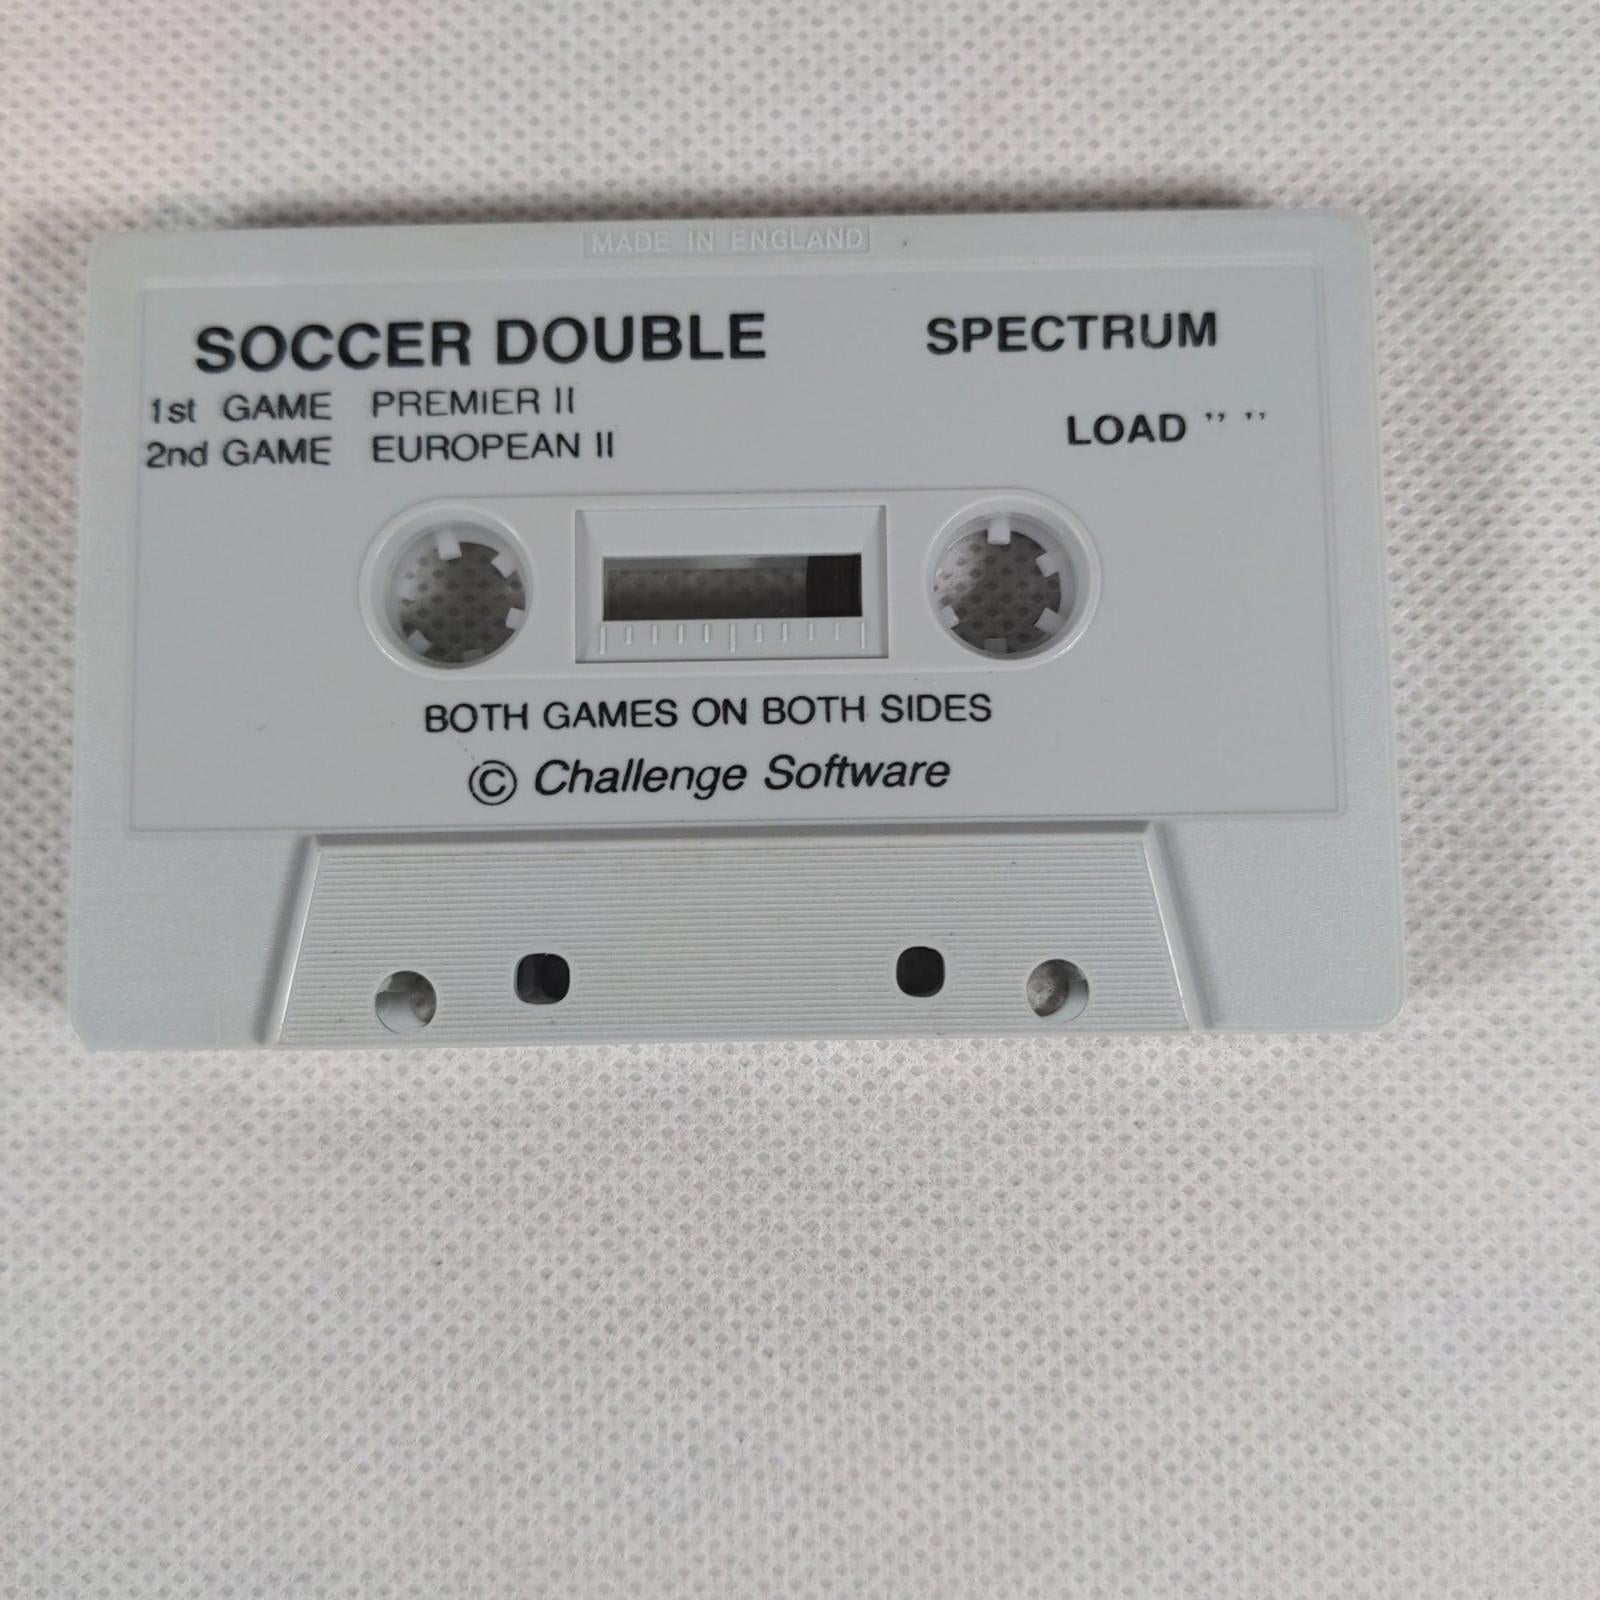 MADE IN ENGLAND
SOCCER DOUBLE SPECTRUM
1st GAME PREMIER II
2nd GAME EUROPEAN II
LOAD ” ”
BOTH GAMES ON BOTH SIDES
© Challenge Software